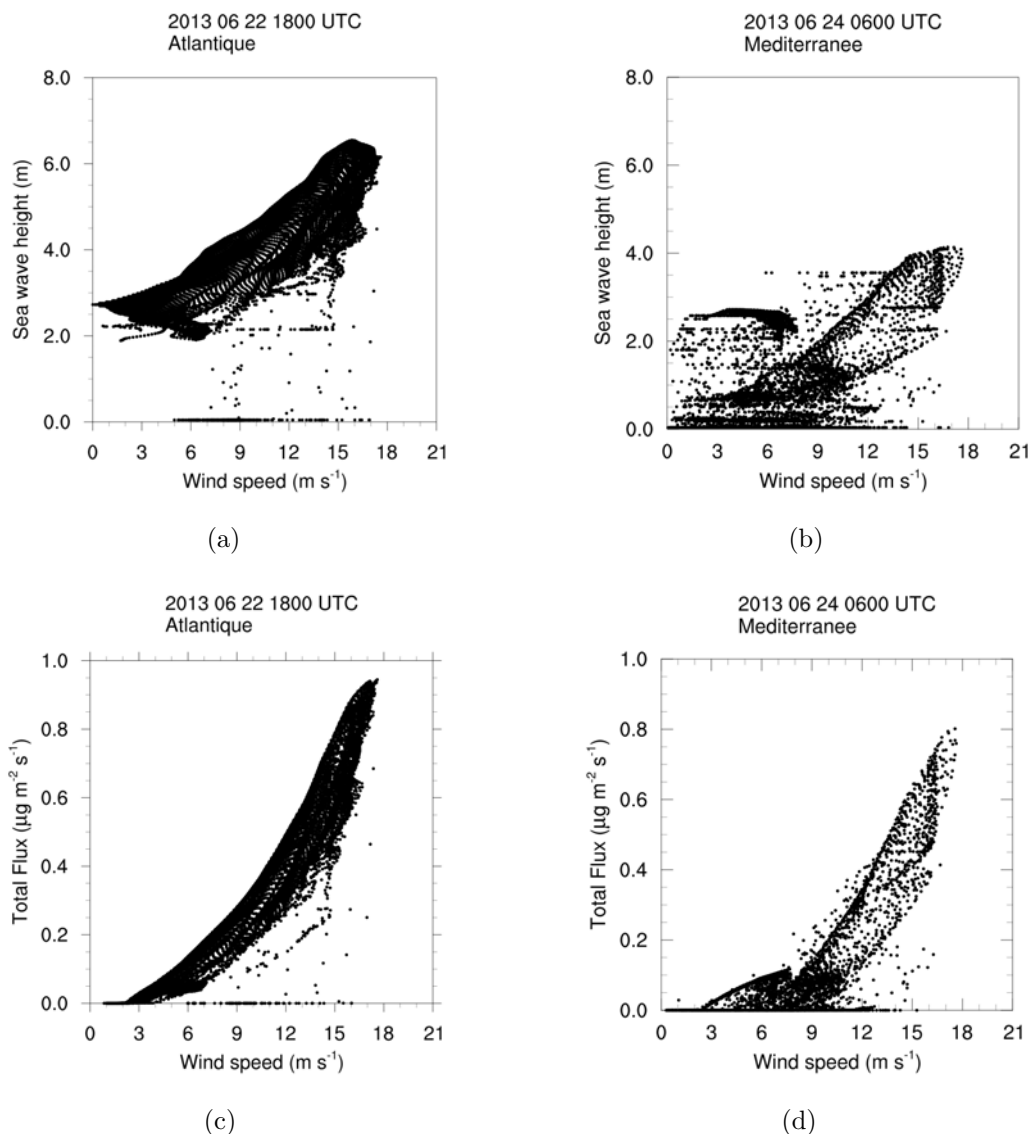 2013 06 22 1800 UTC
Atlantique
8.0
6.0
4.0
2.0
0.0
Sea wave height (m)
0 3 6 9 12 15 18 21
Wind speed (m s⁻¹)
(a)
2013 06 24 0600 UTC
Mediterranee
8.0
6.0
4.0
2.0
0.0
Sea wave height (m)
0 3 6 9 12 15 18 21
Wind speed (m s⁻¹)
(b)
2013 06 22 1800 UTC
Atlantique
1.0
0.8
0.6
0.4
0.2
0.0
Total Flux (µg m⁻² s⁻¹)
0 3 6 9 12 15 18 21
Wind speed (m s⁻¹)
(c)
2013 06 24 0600 UTC
Mediterranee
1.0
0.8
0.6
0.4
0.2
0.0
Total Flux (µg m⁻² s⁻¹)
0 3 6 9 12 15 18 21
Wind speed (m s⁻¹)
(d)